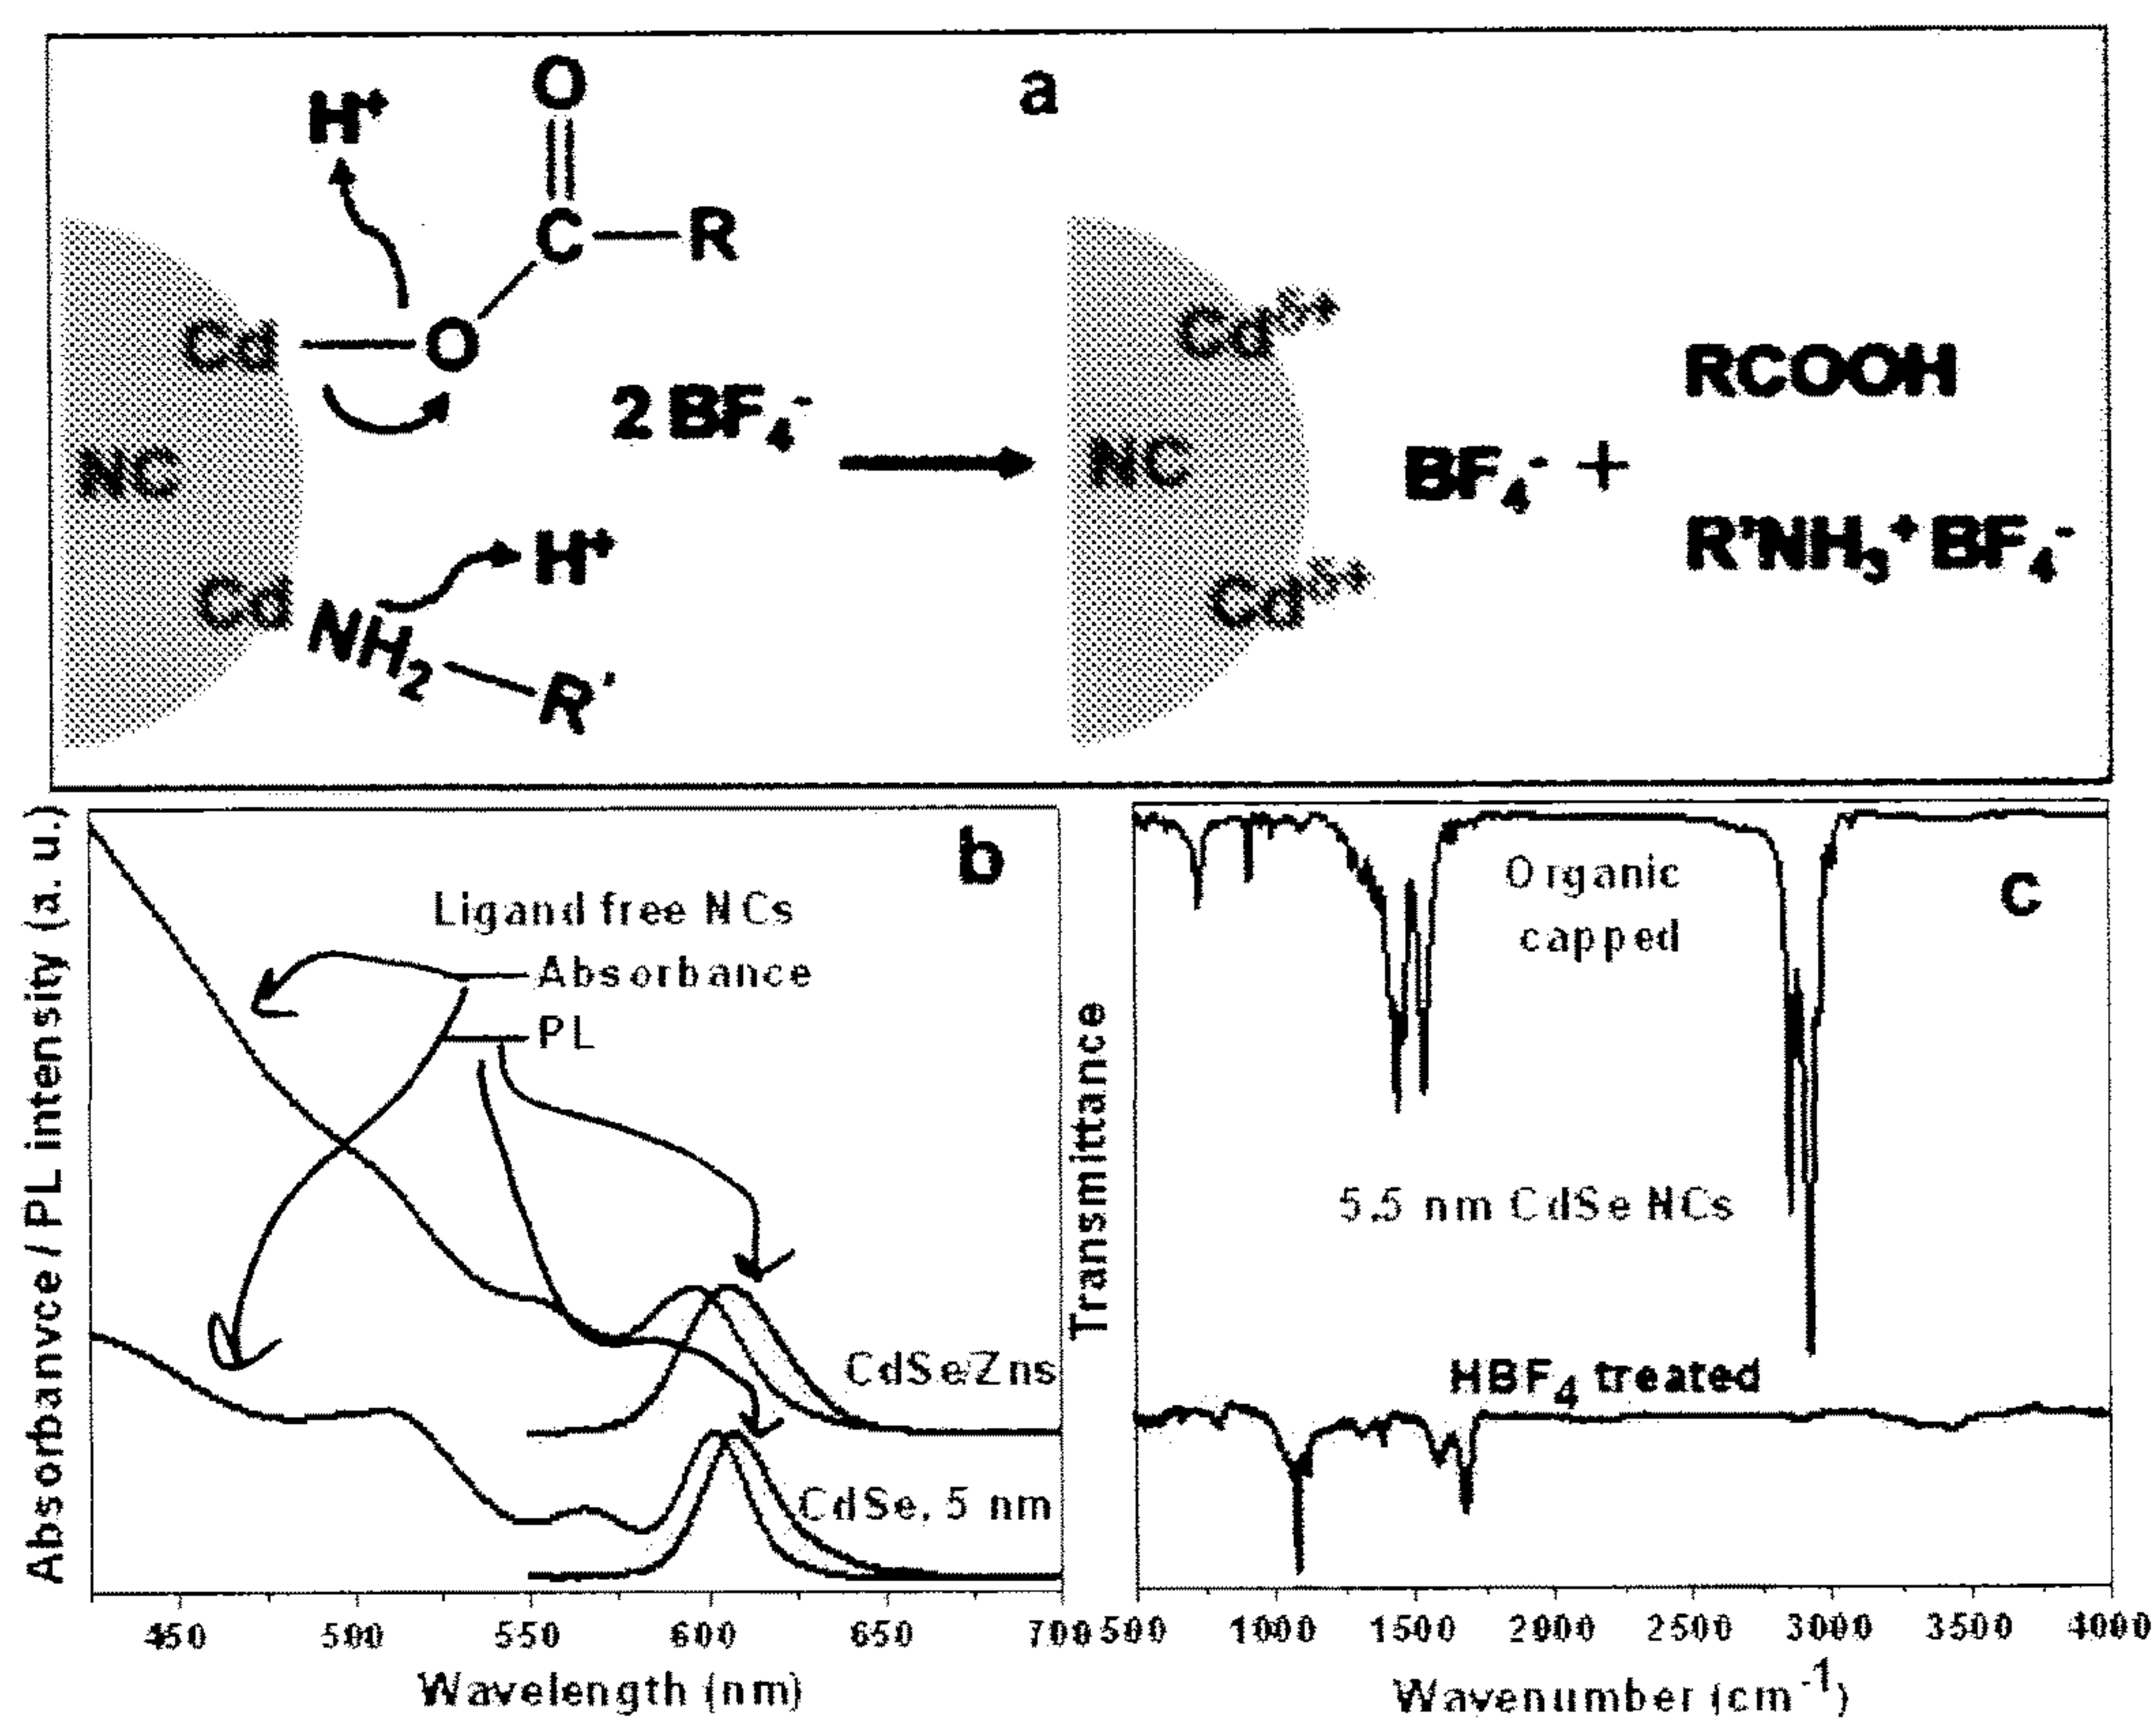 a
H⁺
O
C—R
Cd—O
2 BF₄⁻
NC
H⁺
Cd NH₂—R'
Cdᵟ⁺
NC
Cdᵟ⁺
BF₄⁻ +
RCOOH
R'NH₃⁺BF₄⁻
b
Absorbanvce / PL intensity (a. u.)
Ligand free NCs
Absorbance
PL
CdSe/Zns
CdSe, 5 nm
450 500 550 600 650 700
Wavelength (nm)
c
Transmittance
Organic
capped
5.5 nm CdSe NCs
HBF₄ treated
500 1000 1500 2000 2500 3000 3500 4000
Wavenumber (cm⁻¹)